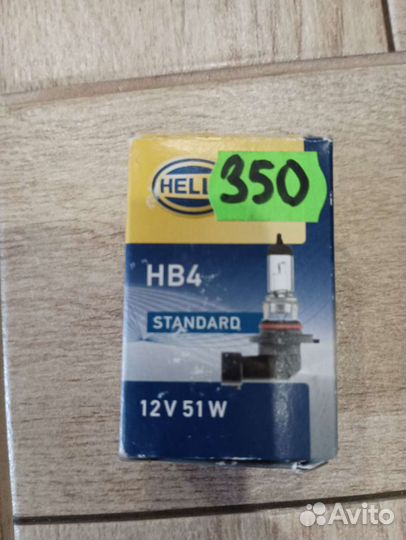 HELL
350
HB4
STANDARD
12V 51W
Avito